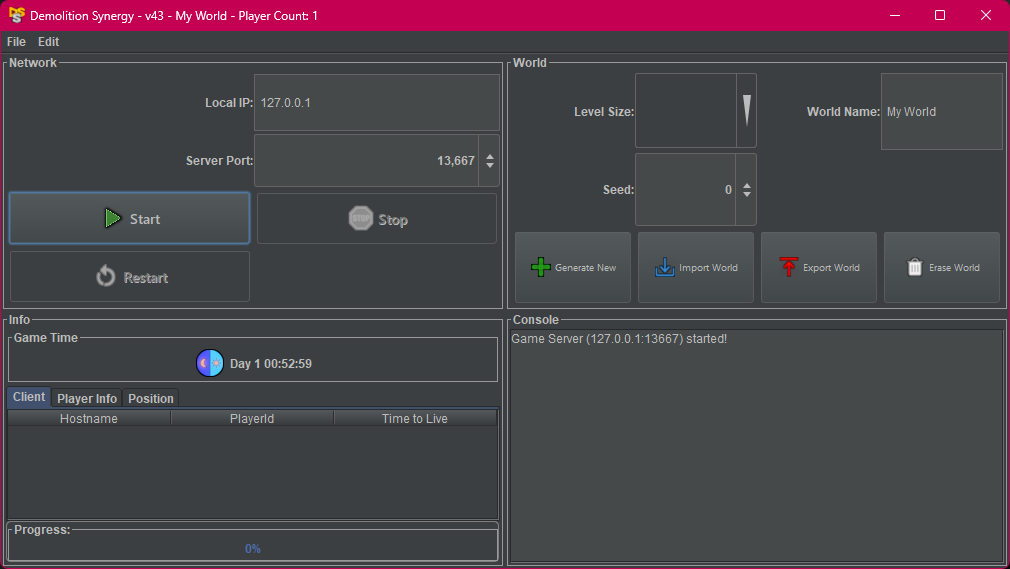 Demolition Synergy - v43 - My World - Player Count: 1
File Edit
Network
Local IP: 127.0.0.1
Server Port: 13,667
Start
STOP Stop
Restart
World
Level Size:
World Name: My World
Seed: 0
Generate New
Import World
Export World
Erase World
Info
Game Time
Day 1 00:52:59
Client Player Info Position
Hostname PlayerId Time to Live
Progress:
0%
Console
Game Server (127.0.0.1:13667) started!